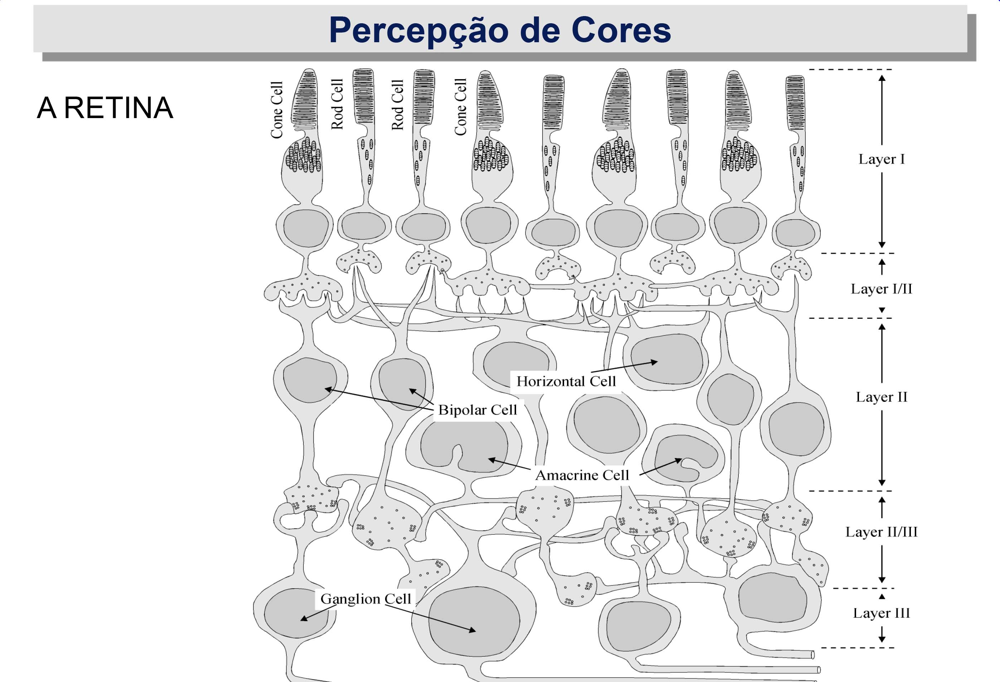 Percepção de Cores
A RETINA
Cone Cell
Rod Cell
Rod Cell
Cone Cell
Layer I
Layer I/II
Horizontal Cell
Layer II
Bipolar Cell
Amacrine Cell
Layer II/III
Ganglion Cell
Layer III